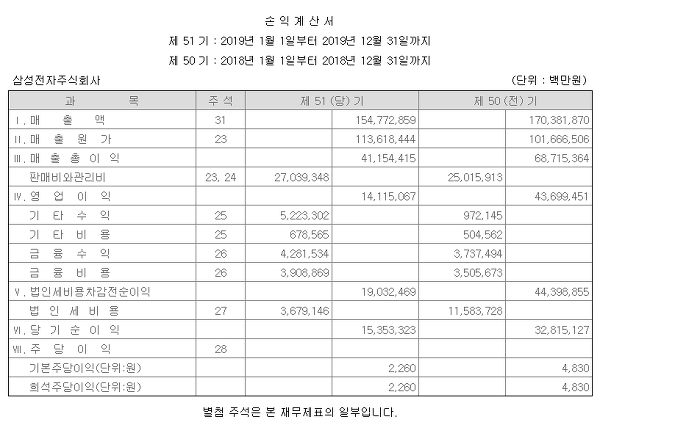 손 익 계 산 서
제 51 기 : 2019년 1월 1일부터 2019년 12월 31일까지
제 50 기 : 2018년 1월 1일부터 2018년 12월 31일까지
삼성전자주식회사 (단위 : 백만원)
과 목 주 석 제 51 (당) 기 제 50 (전) 기
Ⅰ. 매 출 액 31 154,772,859 170,381,870
Ⅱ. 매 출 원 가 23 113,618,444 101,666,506
Ⅲ. 매 출 총 이 익 41,154,415 68,715,364
판매비와관리비 23, 24 27,039,348 25,015,913
Ⅳ. 영 업 이 익 14,115,067 43,699,451
기 타 수 익 25 5,223,302 972,145
기 타 비 용 25 678,565 504,562
금 융 수 익 26 4,281,534 3,737,494
금 융 비 용 26 3,908,869 3,505,673
Ⅴ. 법인세비용차감전순이익 19,032,469 44,398,855
법 인 세 비 용 27 3,679,146 11,583,728
Ⅵ. 당 기 순 이 익 15,353,323 32,815,127
Ⅶ. 주 당 이 익 28
기본주당이익(단위:원) 2,260 4,830
희석주당이익(단위:원) 2,260 4,830
별첨 주석은 본 재무제표의 일부입니다.